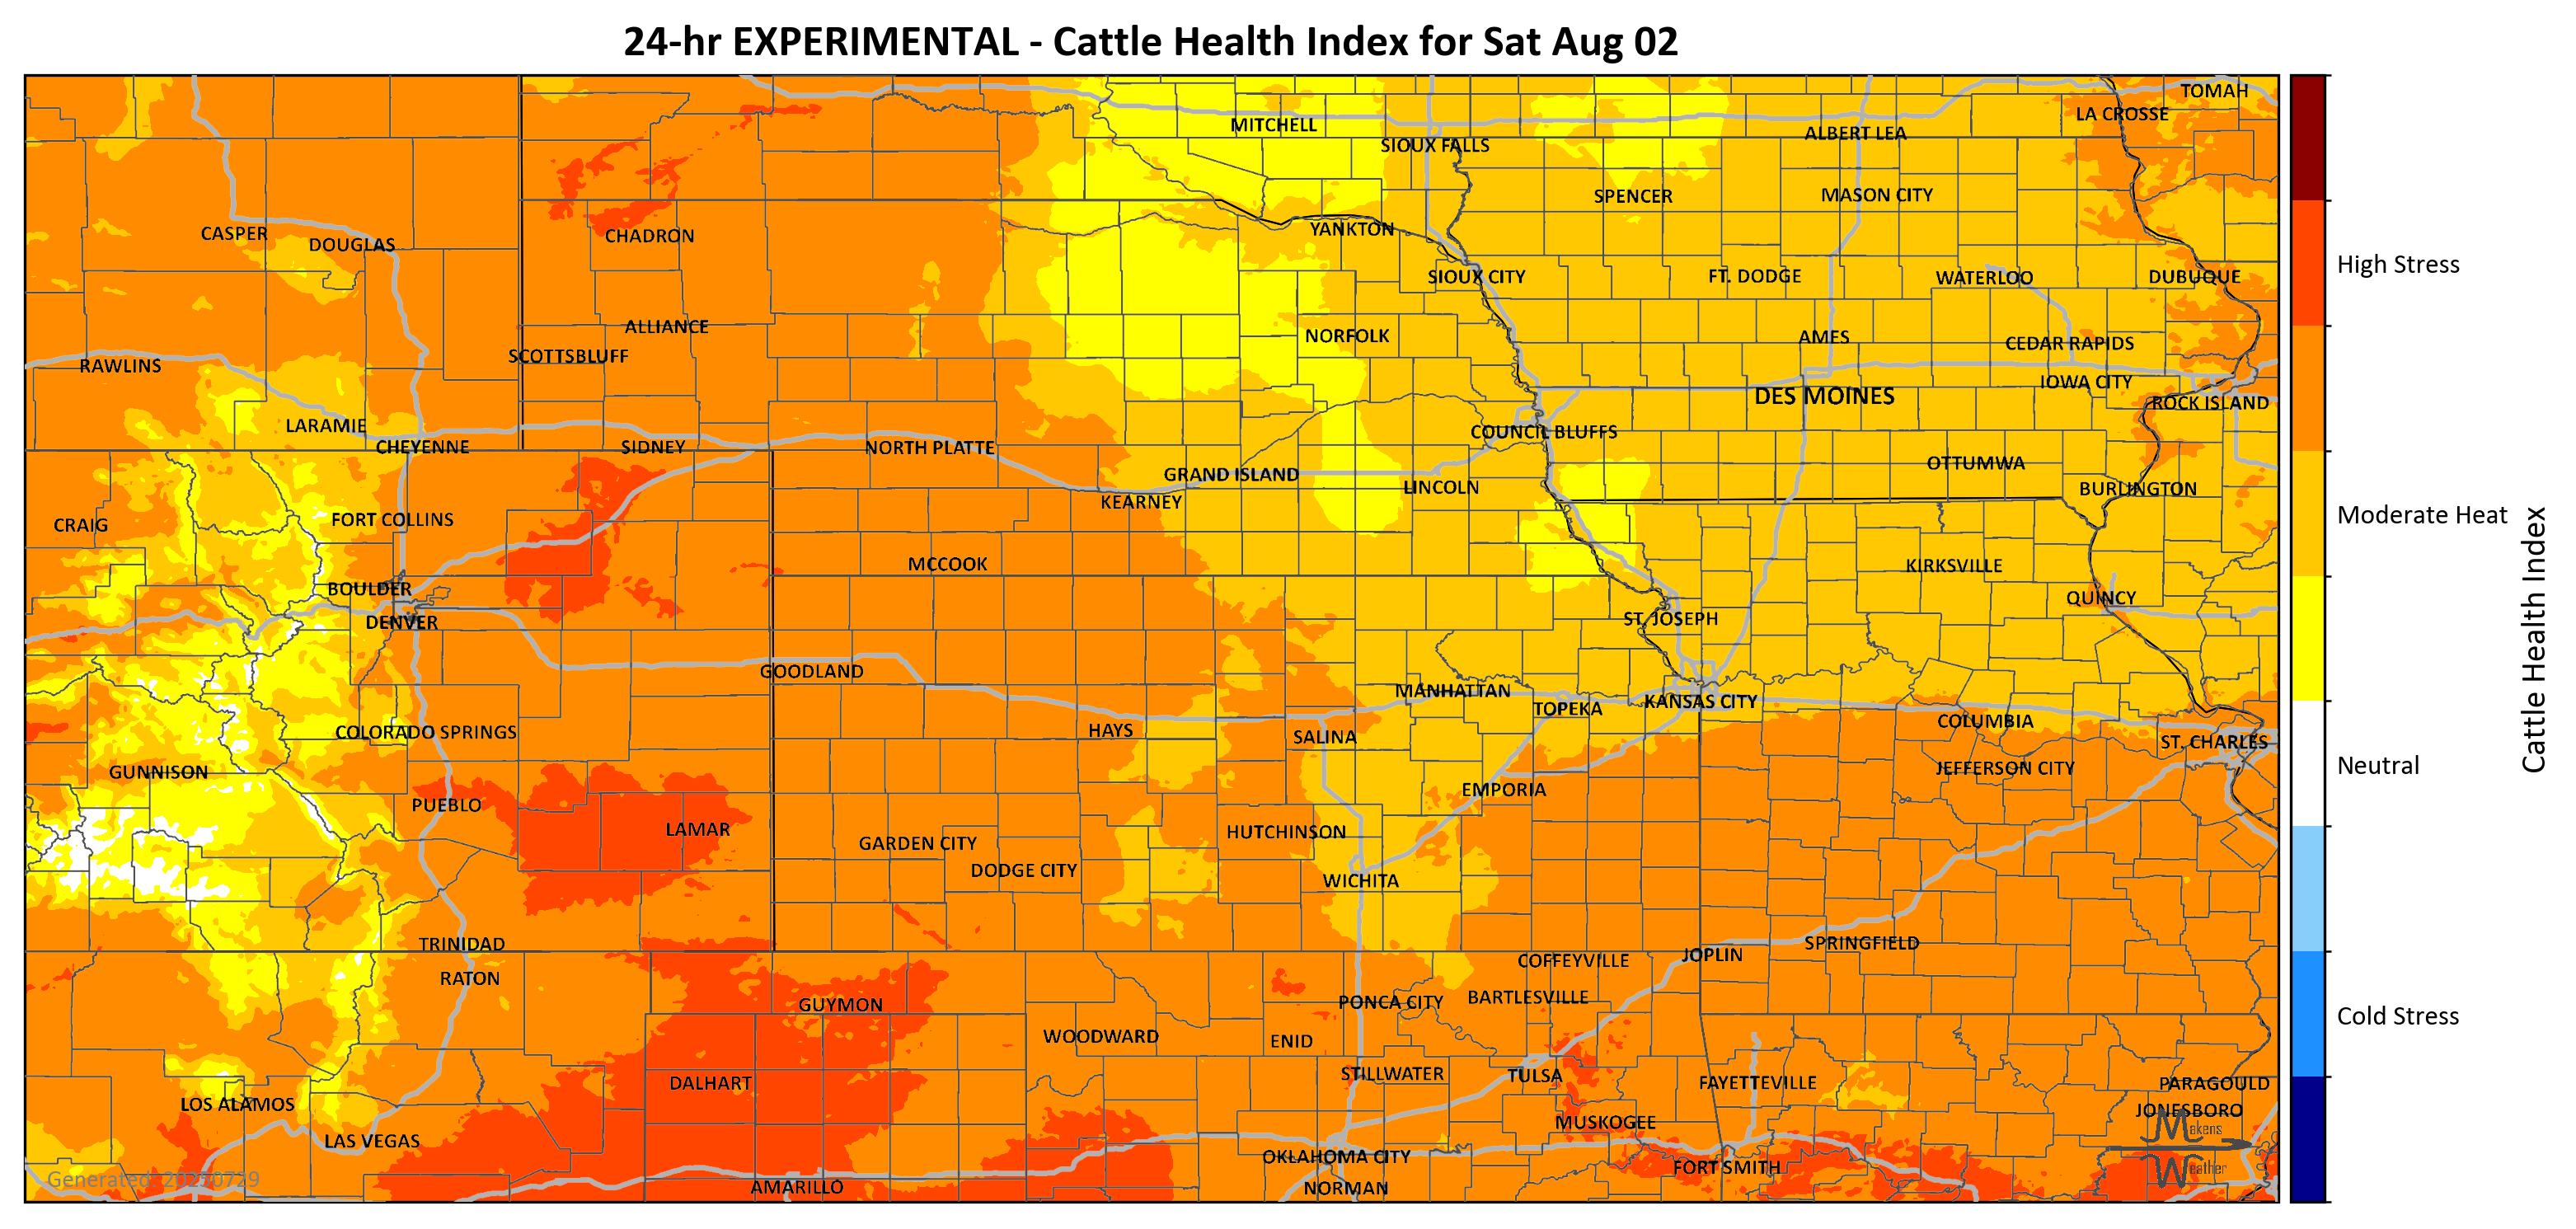 24-hr EXPERIMENTAL - Cattle Health Index for Sat Aug 02
TOMAH
LA CROSSE
MITCHELL
ALBERT LEA
SIOUX FALLS
SPENCER
MASON CITY
CASPER
DOUGLAS
CHADRON
YANKTON
SIOUX CITY
FT. DODGE
WATERLOO
DUBUQUE
High Stress
ALLIANCE
NORFOLK
AMES
CEDAR RAPIDS
SCOTTSBLUFF
RAWLINS
IOWA CITY
DES MOINES
ROCK ISLAND
LARAMIE
COUNCIL BLUFFS
CHEYENNE
SIDNEY
NORTH PLATTE
GRAND ISLAND
OTTUMWA
LINCOLN
BURLINGTON
KEARNEY
Moderate Heat
CRAIG
FORT COLLINS
MCCOOK
KIRKSVILLE
BOULDER
QUINCY
DENVER
ST. JOSEPH
Cattle Health Index
GOODLAND
MANHATTAN
TOPEKA
KANSAS CITY
COLUMBIA
COLORADO SPRINGS
HAYS
SALINA
ST. CHARLES
GUNNISON
JEFFERSON CITY
Neutral
EMPORIA
PUEBLO
LAMAR
HUTCHINSON
GARDEN CITY
DODGE CITY
WICHITA
TRINIDAD
SPRINGFIELD
JOPLIN
COFFEYVILLE
RATON
BARTLESVILLE
GUYMON
PONCA CITY
Cold Stress
WOODWARD
ENID
STILLWATER
TULSA
DALHART
FAYETTEVILLE
PARAGOULD
LOS ALAMOS
JONESBORO
MUSKOGEE
Makens
LAS VEGAS
OKLAHOMA CITY
FORT SMITH
Weather
Generated: 20250729
AMARILLO
NORMAN